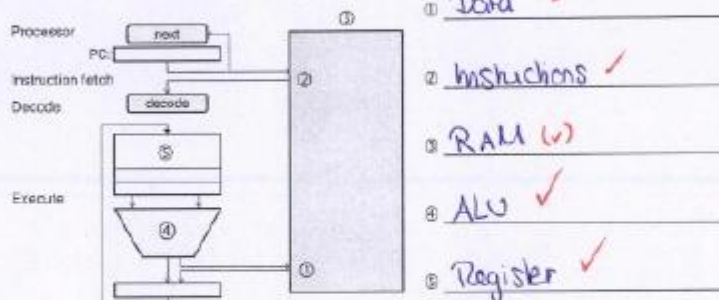 ③
① Data ✓
Processor
next
PC:
Instruction fetch
②
② Instructions ✓
Decode
decode
⑤
③ RAM (✓)
Execute
④
④ ALU ✓
①
⑤ Register ✓